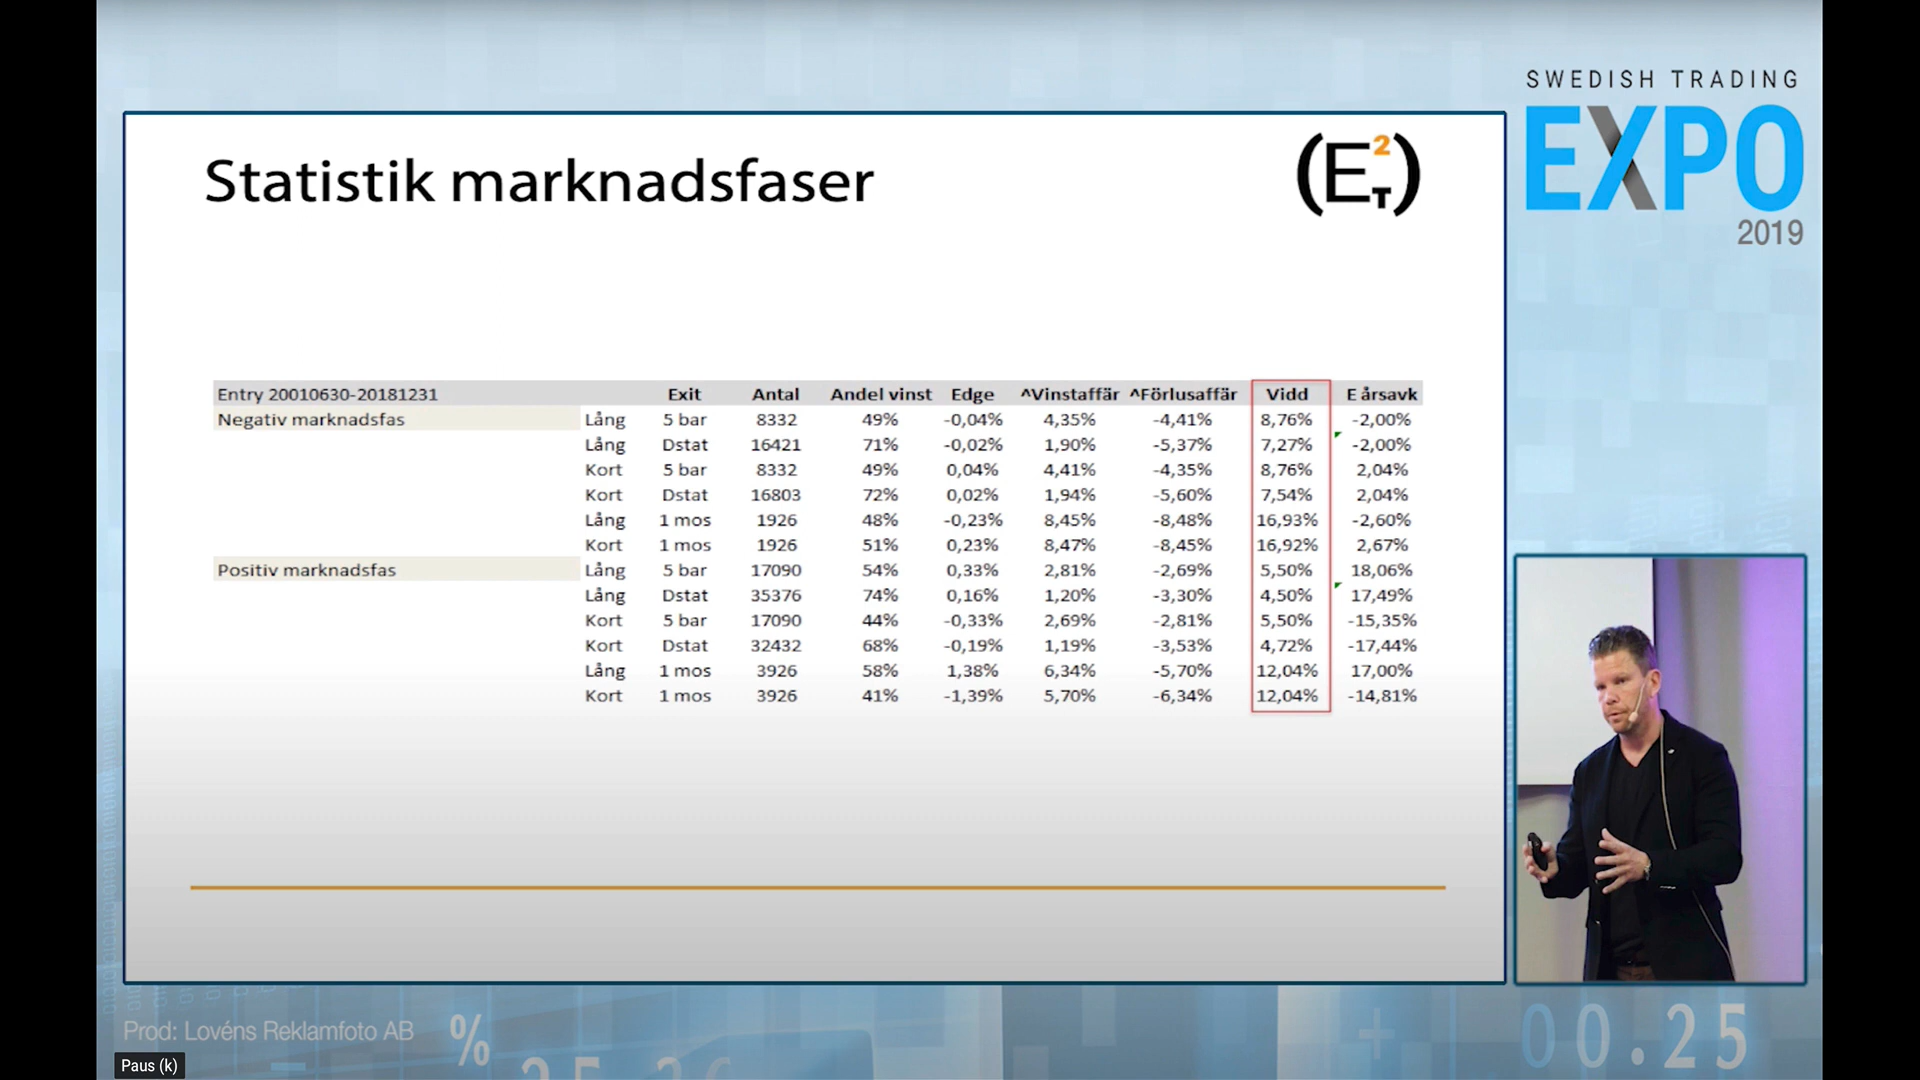 SWEDISH TRADING
EXPO
2019
Statistik marknadsfaser
(E2T)
Entry 20010630-20181231 Exit Antal Andel vinst Edge ^Vinstaffär ^Förlusaffär Vidd E årsavk
Negativ marknadsfas Lång 5 bar 8332 49% -0,04% 4,35% -4,41% 8,76% -2,00%
Lång Dstat 16421 71% -0,02% 1,90% -5,37% 7,27% -2,00%
Kort 5 bar 8332 49% 0,04% 4,41% -4,35% 8,76% 2,04%
Kort Dstat 16803 72% 0,02% 1,94% -5,60% 7,54% 2,04%
Lång 1 mos 1926 48% -0,23% 8,45% -8,48% 16,93% -2,60%
Kort 1 mos 1926 51% 0,23% 8,47% -8,45% 16,92% 2,67%
Positiv marknadsfas Lång 5 bar 17090 54% 0,33% 2,81% -2,69% 5,50% 18,06%
Lång Dstat 35376 74% 0,16% 1,20% -3,30% 4,50% 17,49%
Kort 5 bar 17090 44% -0,33% 2,69% -2,81% 5,50% -15,35%
Kort Dstat 32432 68% -0,19% 1,19% -3,53% 4,72% -17,44%
Lång 1 mos 3926 58% 1,38% 6,34% -5,70% 12,04% 17,00%
Kort 1 mos 3926 41% -1,39% 5,70% -6,34% 12,04% -14,81%
Prod: Lovéns Reklamfoto AB
%
+ 00.25
Paus (k)